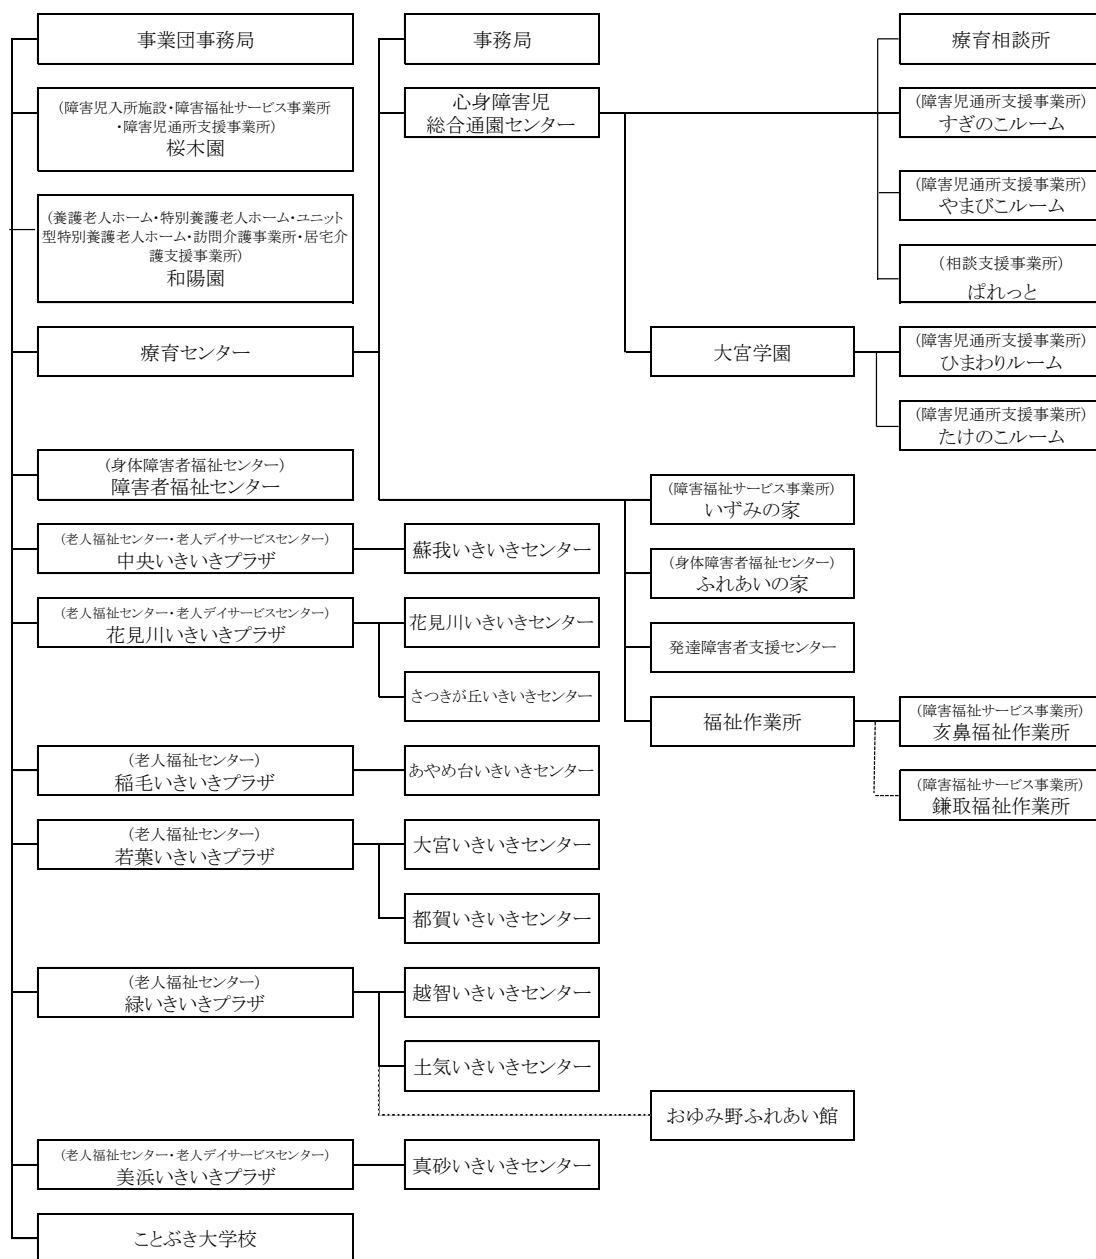 事業団事務局
事務局
療育相談所
(障害児入所施設・障害福祉サービス事業所
・障害児通所支援事業所)
桜木園
心身障害児
総合通園センター
(障害児通所支援事業所)
すぎのこルーム
(障害児通所支援事業所)
やまびこルーム
(養護老人ホーム・特別養護老人ホーム・ユニット
型特別養護老人ホーム・訪問介護事業所・居宅介
護支援事業所)
和陽園
(相談支援事業所)
ぱれっと
療育センター
大宮学園
(障害児通所支援事業所)
ひまわりルーム
(障害児通所支援事業所)
たけのこルーム
(身体障害者福祉センター)
障害者福祉センター
(障害福祉サービス事業所)
いずみの家
(老人福祉センター・老人デイサービスセンター)
中央いきいきプラザ
蘇我いきいきセンター
(身体障害者福祉センター)
ふれあいの家
(老人福祉センター・老人デイサービスセンター)
花見川いきいきプラザ
花見川いきいきセンター
発達障害者支援センター
さつきが丘いきいきセンター
福祉作業所
(障害福祉サービス事業所)
亥鼻福祉作業所
(老人福祉センター)
稲毛いきいきプラザ
あやめ台いきいきセンター
(障害福祉サービス事業所)
鎌取福祉作業所
(老人福祉センター)
若葉いきいきプラザ
大宮いきいきセンター
都賀いきいきセンター
(老人福祉センター)
緑いきいきプラザ
越智いきいきセンター
土気いきいきセンター
おゆみ野ふれあい館
(老人福祉センター・老人デイサービスセンター)
美浜いきいきプラザ
真砂いきいきセンター
ことぶき大学校